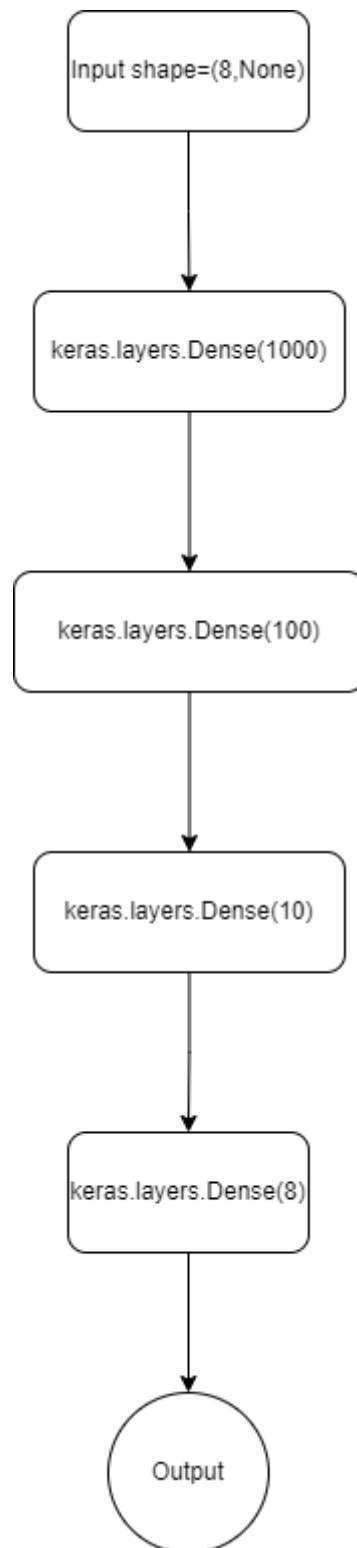 Input shape=(8,None)
keras.layers.Dense(1000)
keras.layers.Dense(100)
keras.layers.Dense(10)
keras.layers.Dense(8)
Output